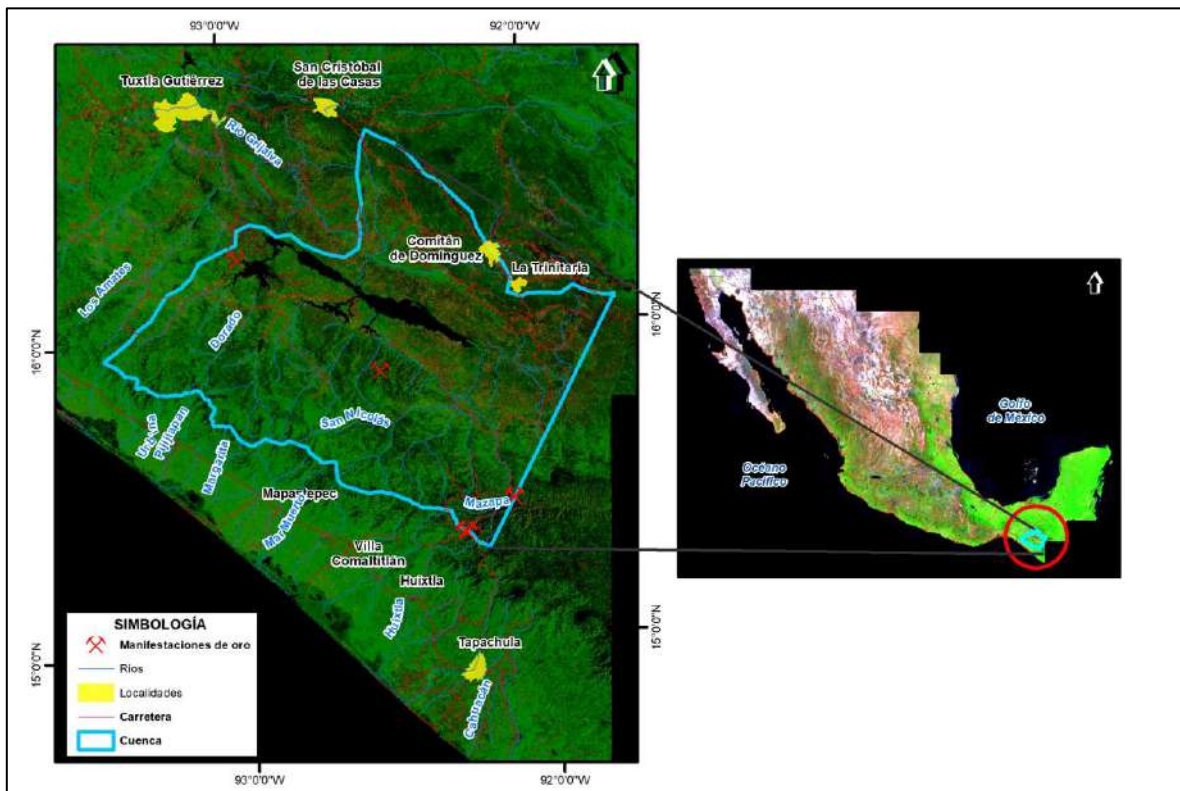 93°0'0"W
92°0'0"W
Tuxtla Gutiérrez
San Cristóbal
de las Casas
Río Grijalva
Comitán
de Domínguez
La Trinitaria
Los Amates
Dorado
16°0'0"N
16°0'0"N
San Nicolás
Pijijiapan
Margarita
Mapastepec
Mar Muerto
Mazapa
Villa
Comaltitlán
Huixtla
Huixtla
Tapachula
Cahuacán
15°0'0"N
15°0'0"N
SIMBOLOGÍA
Manifestaciones de oro
Ríos
Localidades
Carretera
Cuenca
93°0'0"W
92°0'0"W
Golfo
de México
Océano
Pacífico